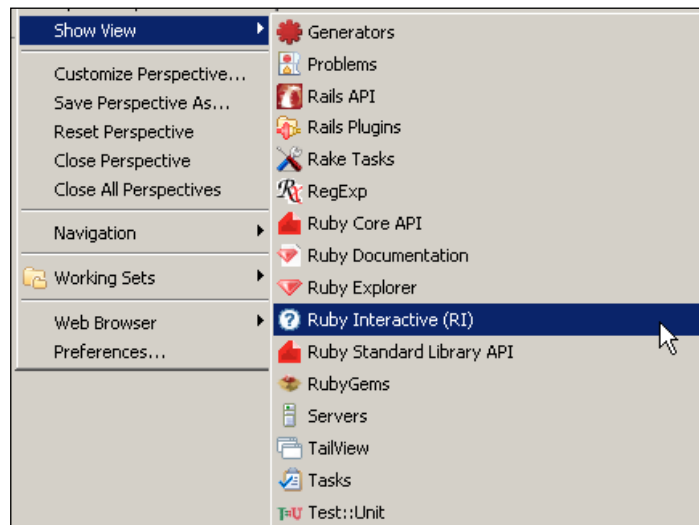 Show View
Customize Perspective...
Save Perspective As...
Reset Perspective
Close Perspective
Close All Perspectives
Navigation
Working Sets
Web Browser
Preferences...
Generators
Problems
Rails API
Rails Plugins
Rake Tasks
RegExp
Ruby Core API
Ruby Documentation
Ruby Explorer
Ruby Interactive (RI)
Ruby Standard Library API
RubyGems
Servers
TailView
Tasks
Test::Unit